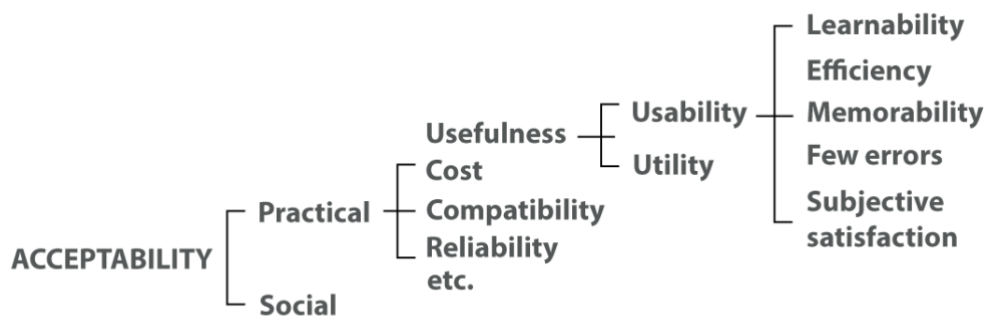 Learnability
Efficiency
Usability
Memorability
Usefulness
Few errors
Cost
Utility
Practical
Compatibility
Subjective
satisfaction
Reliability
ACCEPTABILITY
etc.
Social